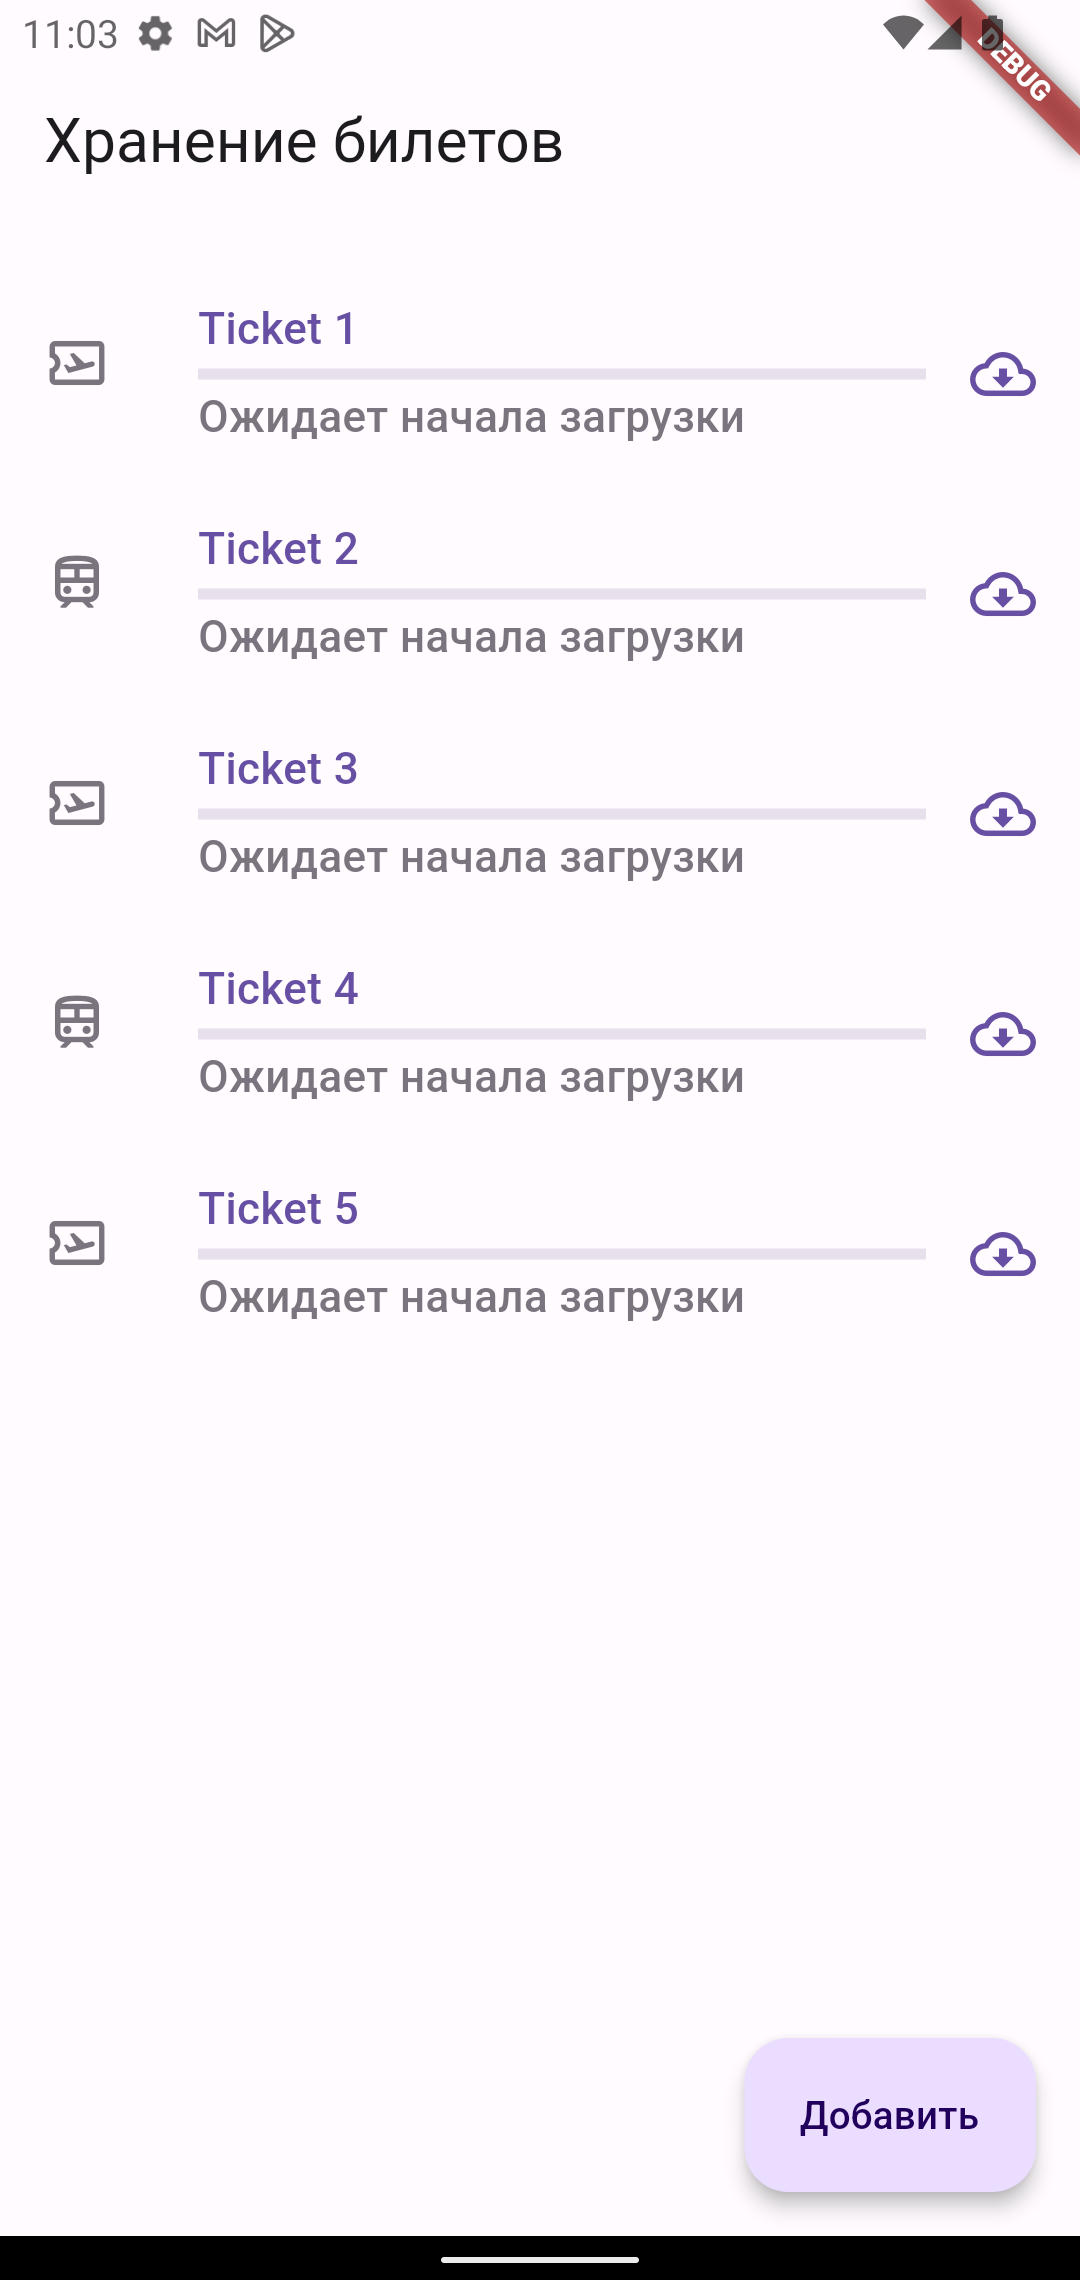 11:03
DEBUG
Хранение билетов
Ticket 1
Ожидает начала загрузки
Ticket 2
Ожидает начала загрузки
Ticket 3
Ожидает начала загрузки
Ticket 4
Ожидает начала загрузки
Ticket 5
Ожидает начала загрузки
Добавить